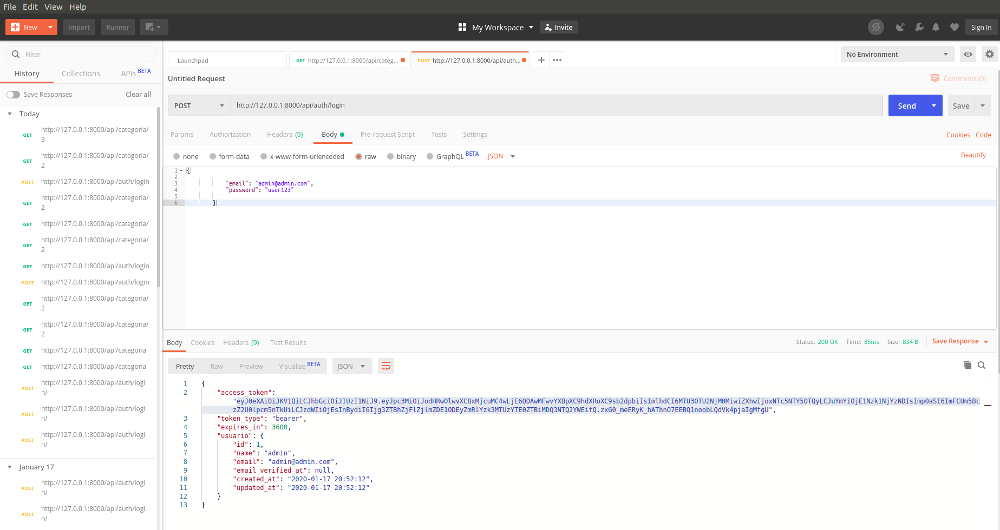 File Edit View Help
New Import Runner My Workspace Invite Sign In
Filter
History Collections APIs BETA
Save Responses Clear all
Today
GET http://127.0.0.1:8000/api/categoria/
3
GET http://127.0.0.1:8000/api/categoria/
2
POST http://127.0.0.1:8000/api/auth/login
GET http://127.0.0.1:8000/api/categoria/
2
GET http://127.0.0.1:8000/api/categoria/
GET http://127.0.0.1:8000/api/categoria/
2
GET http://127.0.0.1:8000/api/auth/login
POST http://127.0.0.1:8000/api/auth/login
GET http://127.0.0.1:8000/api/categoria/
2
GET http://127.0.0.1:8000/api/categoria/
2
GET http://127.0.0.1:8000/api/categoria
GET http://127.0.0.1:8000/api/categoria
POST http://127.0.0.1:8000/api/auth/logi
n/
POST http://127.0.0.1:8000/api/auth/logi
n/
POST http://127.0.0.1:8000/api/auth/logi
n/
January 17
POST http://127.0.0.1:8000/api/auth/logi
n/
POST http://127.0.0.1:8000/api/auth/logi
n/
Launchpad GET http://127.0.0.1:8000/api/categ... POST http://127.0.0.1:8000/api/auth... No Environment
Untitled Request Comments (0)
POST http://127.0.0.1:8000/api/auth/login Send Save
Params Authorization Headers (9) Body Pre-request Script Tests Settings Cookies Code
none form-data x-www-form-urlencoded raw binary GraphQL BETA JSON Beautify
1 {
2
3 "email": "admin@admin.com",
4 "password": "user123"
5
6 }
Body Cookies Headers (9) Test Results Status: 200 OK Time: 85ms Size: 834 B Save Response
Pretty Raw Preview Visualize BETA JSON
1 {
2 "access_token":
3 "token_type": "bearer",
4 "expires_in": 3600,
5 "usuario": {
6 "id": 1,
7 "name": "admin",
8 "email": "admin@admin.com",
9 "email_verified_at": null,
10 "created_at": "2020-01-17 20:52:12",
11 "updated_at": "2020-01-17 20:52:12"
12 }
13 }